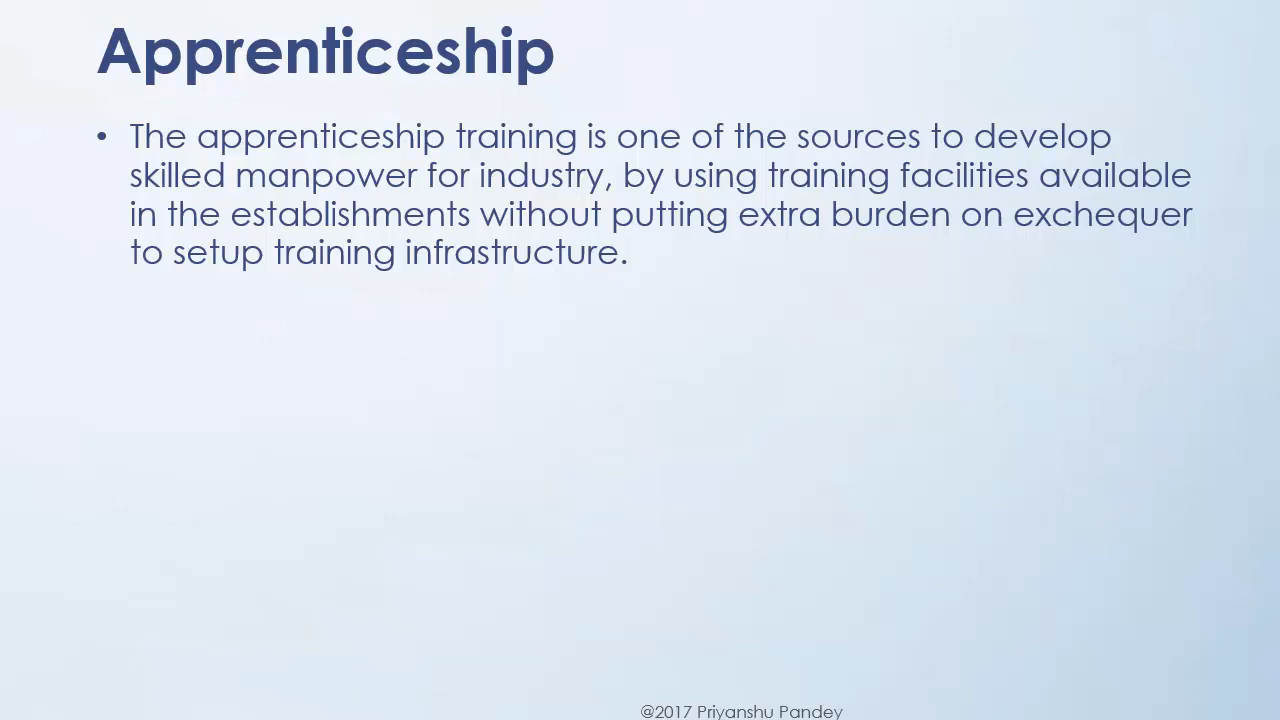 Apprenticeship
• The apprenticeship training is one of the sources to develop
skilled manpower for industry, by using training facilities available
in the establishments without putting extra burden on exchequer
to setup training infrastructure.
@2017 Priyanshu Pandey